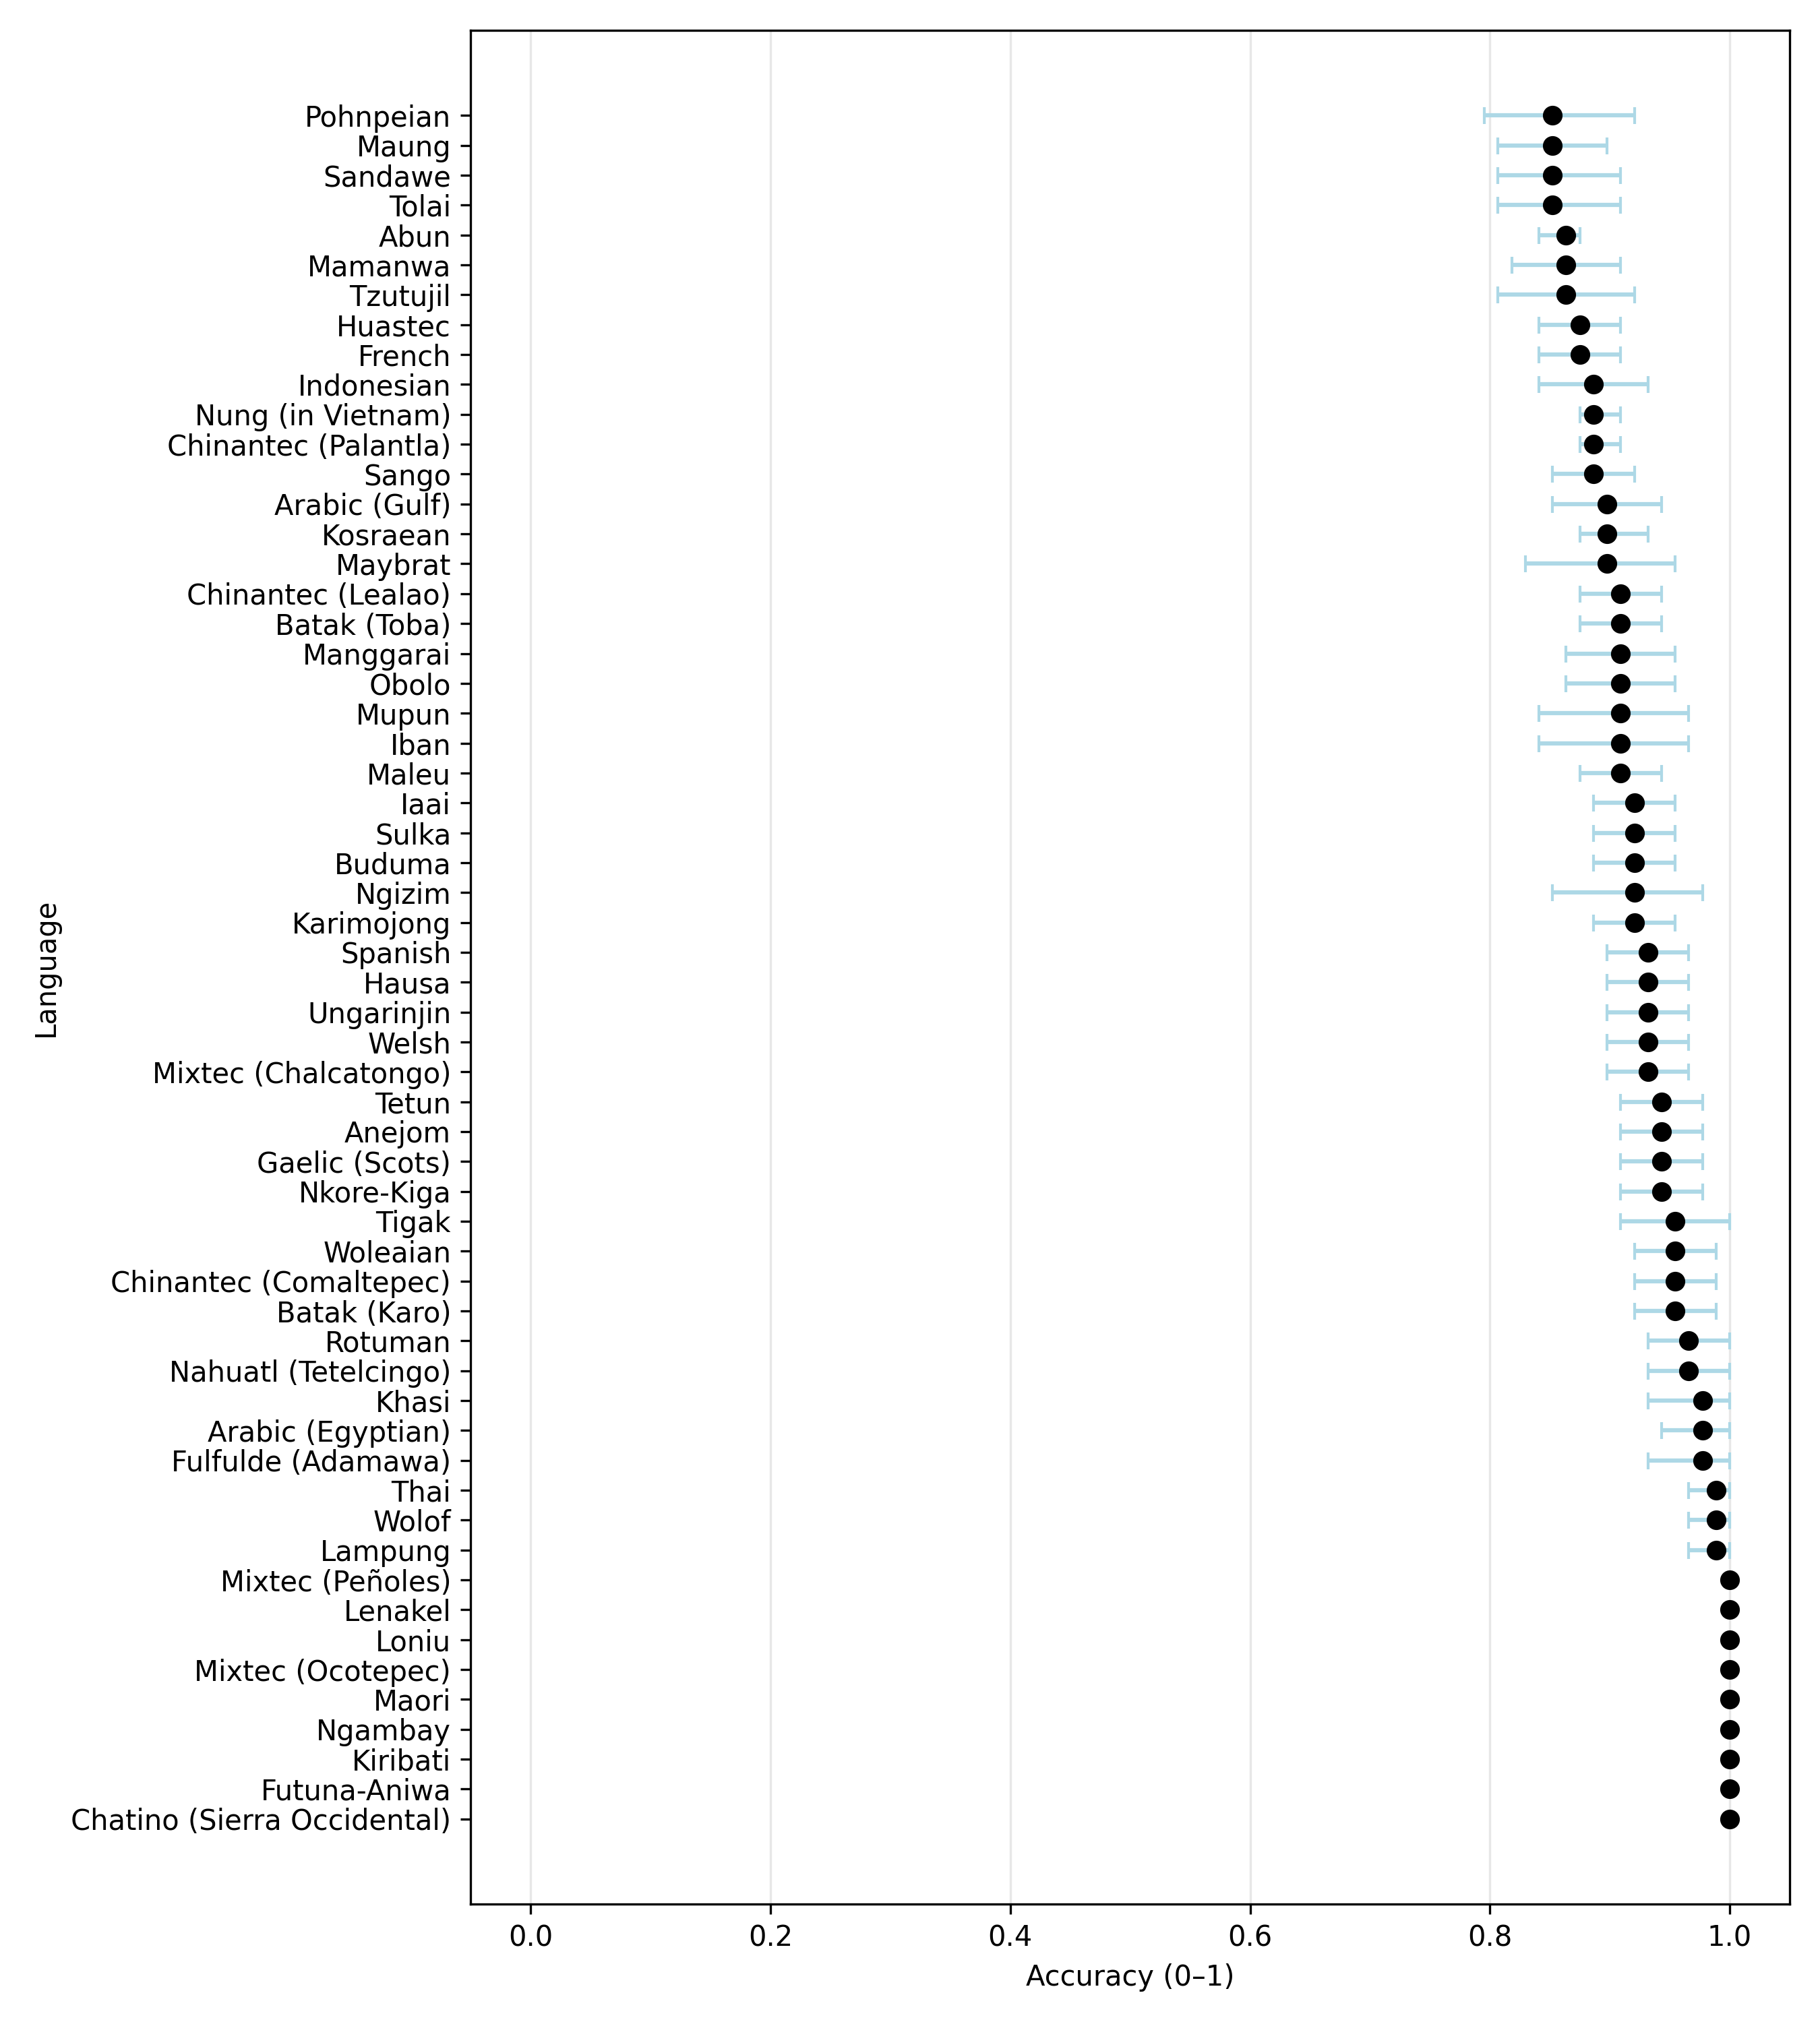 Pohnpeian
Maung
Sandawe
Tolai
Abun
Mamanwa
Tzutujil
Huastec
French
Indonesian
Nung (in Vietnam)
Chinantec (Palantla)
Sango
Arabic (Gulf)
Kosraean
Maybrat
Chinantec (Lealao)
Batak (Toba)
Manggarai
Obolo
Mupun
Iban
Maleu
Iaai
Sulka
Buduma
Ngizim
Karimojong
Spanish
Hausa
Ungarinjin
Welsh
Mixtec (Chalcatongo)
Tetun
Anejom
Gaelic (Scots)
Nkore-Kiga
Tigak
Woleaian
Chinantec (Comaltepec)
Batak (Karo)
Rotuman
Nahuatl (Tetelcingo)
Khasi
Arabic (Egyptian)
Fulfulde (Adamawa)
Thai
Wolof
Lampung
Mixtec (Peñoles)
Lenakel
Loniu
Mixtec (Ocotepec)
Maori
Ngambay
Kiribati
Futuna-Aniwa
Chatino (Sierra Occidental)
Language
0.0 0.2 0.4 0.6 0.8 1.0
Accuracy (0–1)